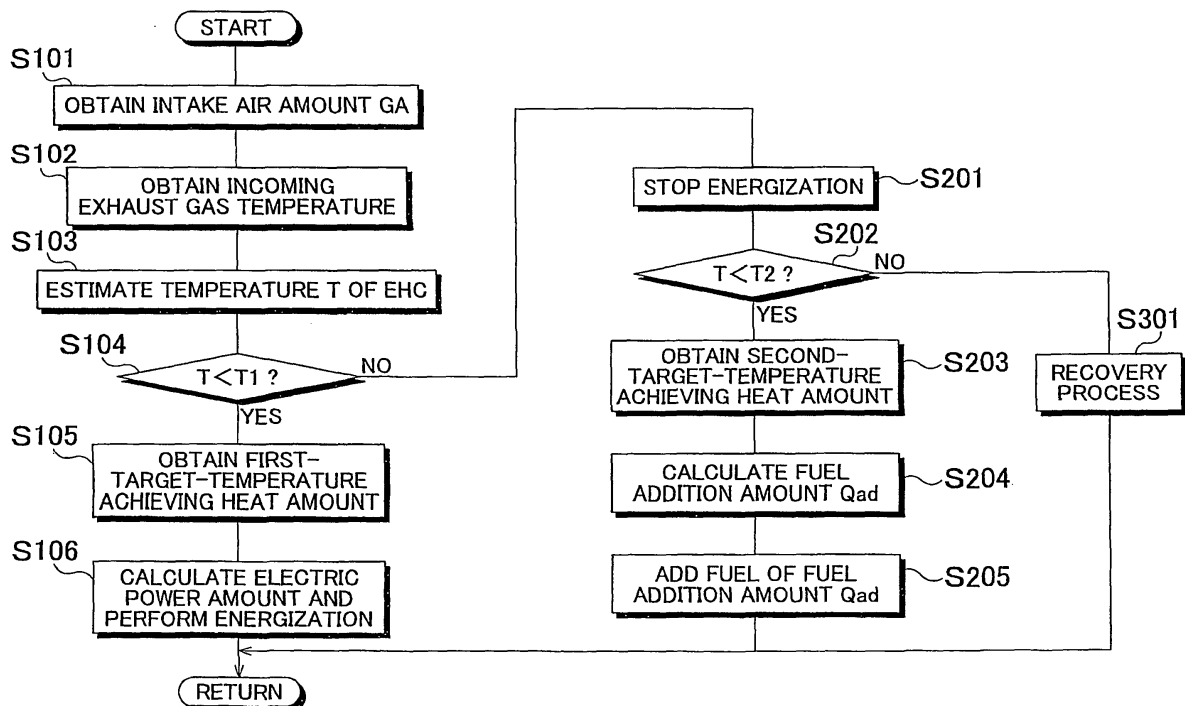 START
S101
OBTAIN INTAKE AIR AMOUNT GA
S102
OBTAIN INCOMING
EXHAUST GAS TEMPERATURE
S103
ESTIMATE TEMPERATURE T OF EHC
S104
T<T1 ?
NO
YES
S105
OBTAIN FIRST-
TARGET-TEMPERATURE
ACHIEVING HEAT AMOUNT
S106
CALCULATE ELECTRIC
POWER AMOUNT AND
PERFORM ENERGIZATION
RETURN
STOP ENERGIZATION
S201
S202
T<T2 ?
NO
YES
OBTAIN SECOND-
TARGET-TEMPERATURE
ACHIEVING HEAT AMOUNT
S203
CALCULATE FUEL
ADDITION AMOUNT Qad
S204
ADD FUEL OF FUEL
ADDITION AMOUNT Qad
S205
S301
RECOVERY
PROCESS